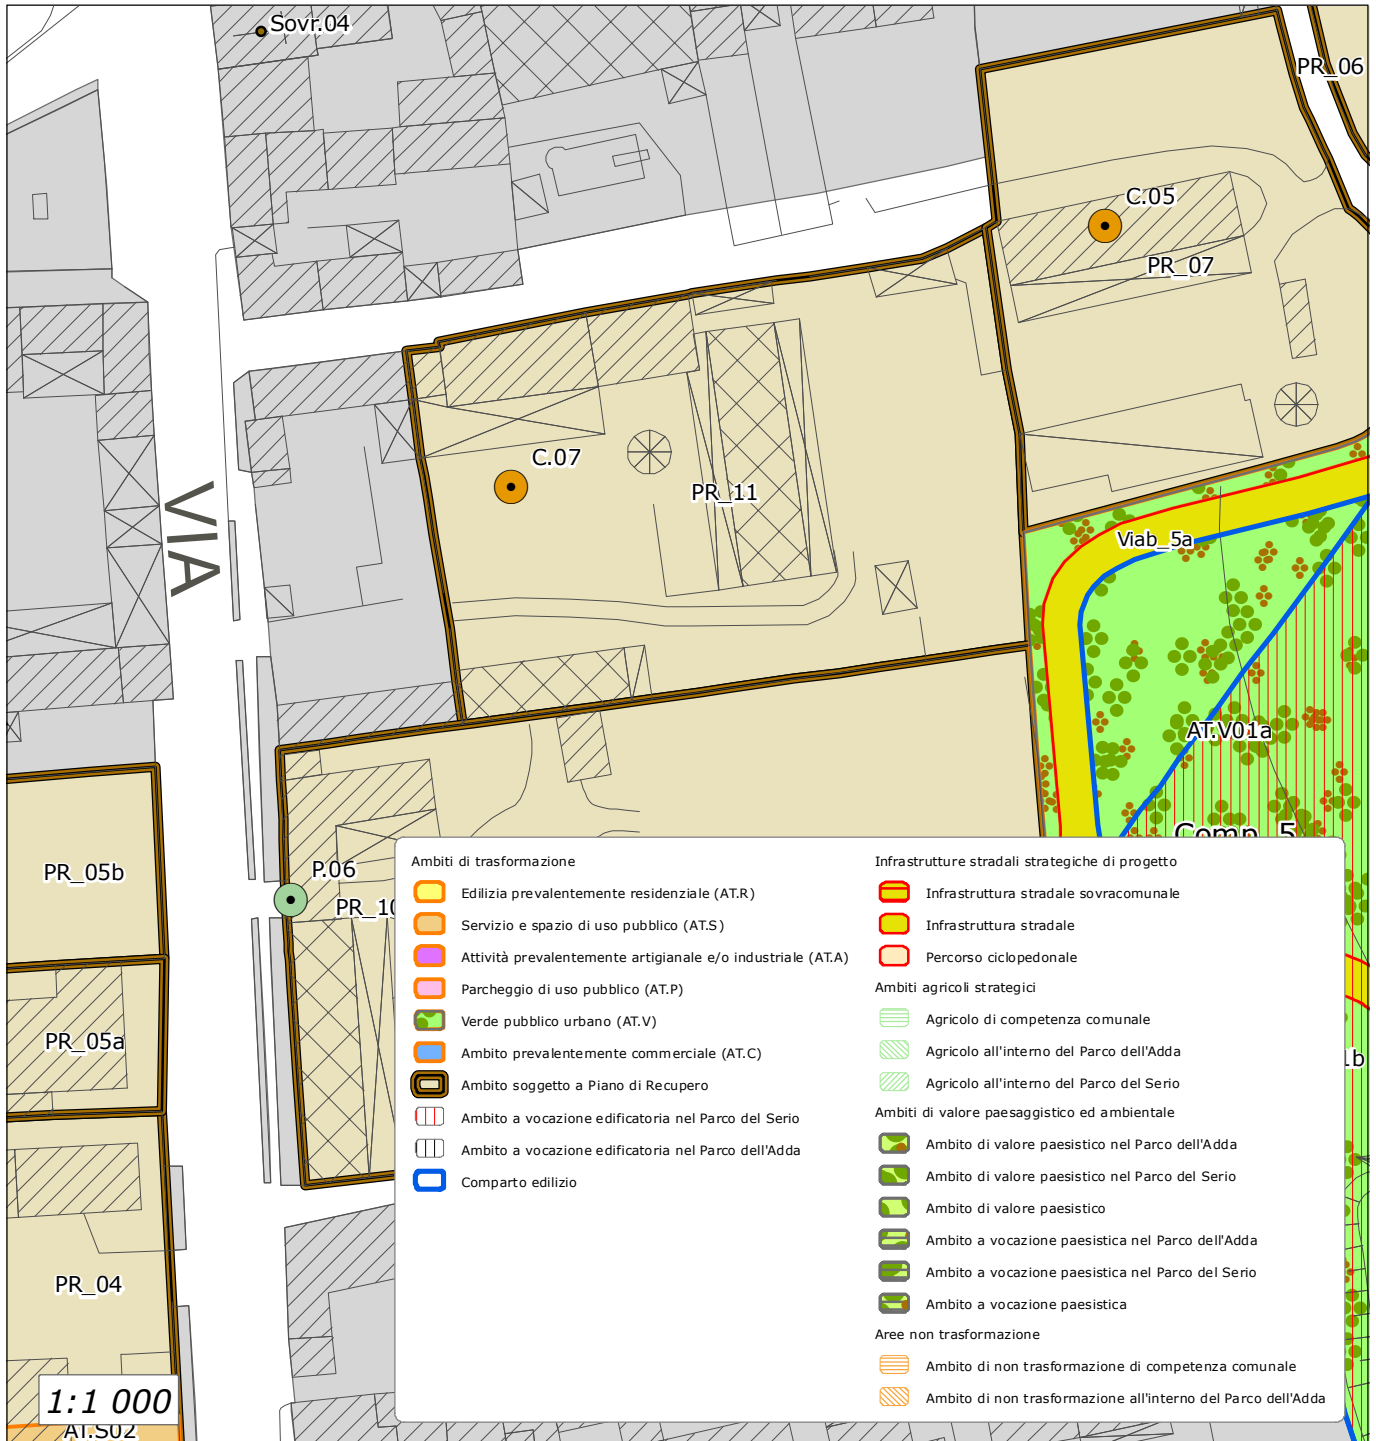 Sovr.04
PR_06
C.05
PR_07
C.07
PR_11
VIA
Viab_5a
AT.V01a
Comp_5
PR_05b
P.06
PR_10
PR_05a
1b
PR_04
1:1 000
AT.S02
Ambiti di trasformazione
Edilizia prevalentemente residenziale (AT.R)
Servizio e spazio di uso pubblico (AT.S)
Attività prevalentemente artigianale e/o industriale (AT.A)
Parcheggio di uso pubblico (AT.P)
Verde pubblico urbano (AT.V)
Ambito prevalentemente commerciale (AT.C)
Ambito soggetto a Piano di Recupero
Ambito a vocazione edificatoria nel Parco del Serio
Ambito a vocazione edificatoria nel Parco dell'Adda
Comparto edilizio
Infrastrutture stradali strategiche di progetto
Infrastruttura stradale sovracomunale
Infrastruttura stradale
Percorso ciclopedonale
Ambiti agricoli strategici
Agricolo di competenza comunale
Agricolo all'interno del Parco dell'Adda
Agricolo all'interno del Parco del Serio
Ambiti di valore paesaggistico ed ambientale
Ambito di valore paesistico nel Parco dell'Adda
Ambito di valore paesistico nel Parco del Serio
Ambito di valore paesistico
Ambito a vocazione paesistica nel Parco dell'Adda
Ambito a vocazione paesistica nel Parco del Serio
Ambito a vocazione paesistica
Aree non trasformazione
Ambito di non trasformazione di competenza comunale
Ambito di non trasformazione all'interno del Parco dell'Adda